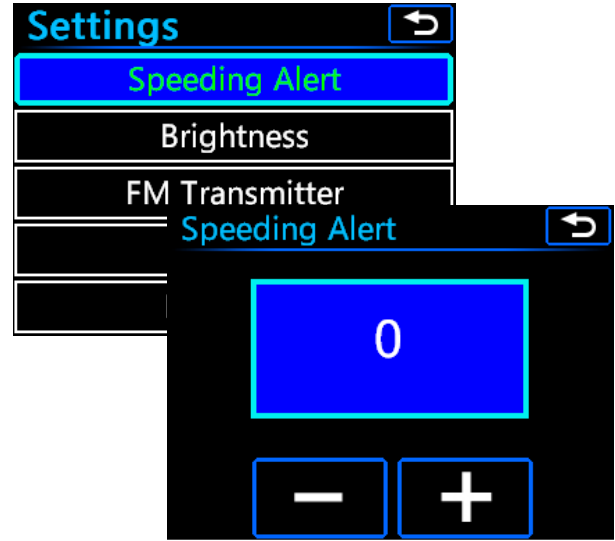 Settings
Speeding Alert
Brightness
FM Transmitter
Speeding Alert
0
− +